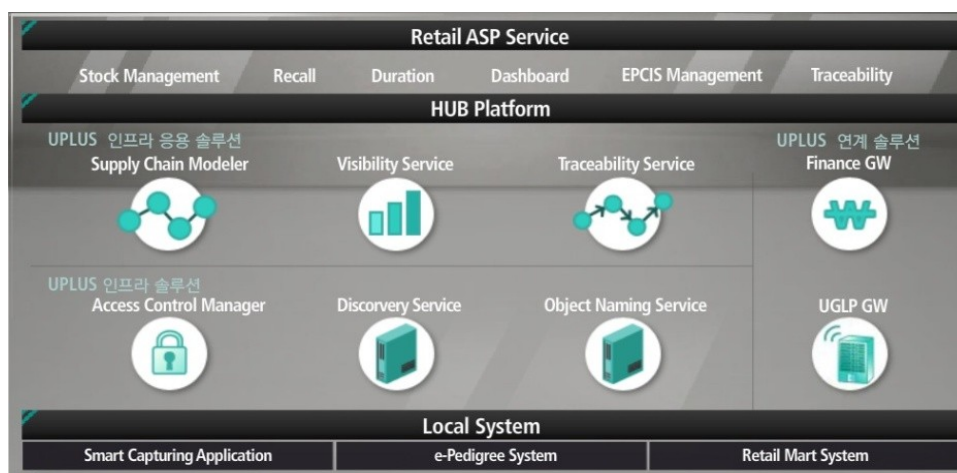 Retail ASP Service
Stock Management Recall Duration Dashboard EPCIS Management Traceability
HUB Platform
UPLUS 인프라 응용 솔루션
Supply Chain Modeler Visibility Service Traceability Service
UPLUS 연계 솔루션
Finance GW
UPLUS 인프라 솔루션
Access Control Manager Discorvery Service Object Naming Service UGLP GW
Local System
Smart Capturing Application e-Pedigree System Retail Mart System